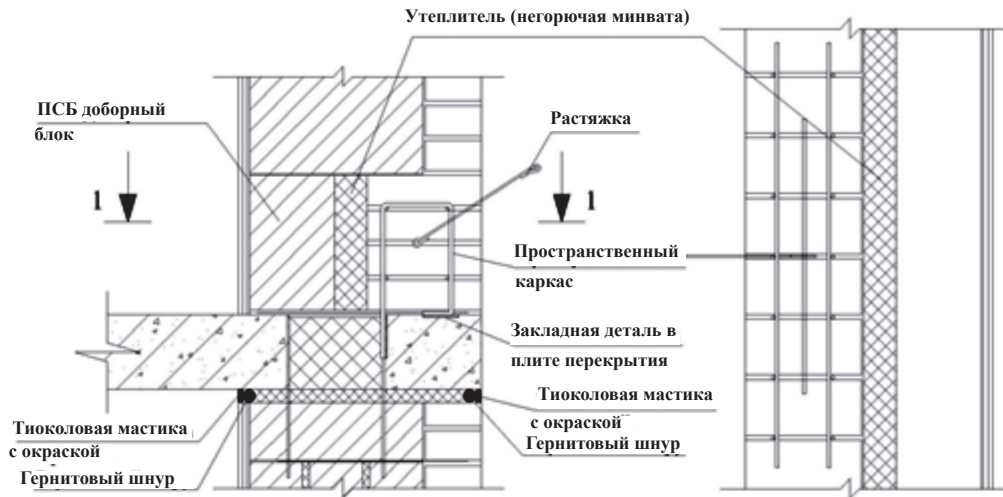 Утеплитель (негорючая минвата)
ПСБ доборный
блок
Растяжка
1
1
Пространственный
каркас
Закладная деталь в
плите перекрытия
Тиоколовая мастика
с окраской
Гернитовый шнур
Тиоколовая мастика
с окраской
Гернитовый шнур